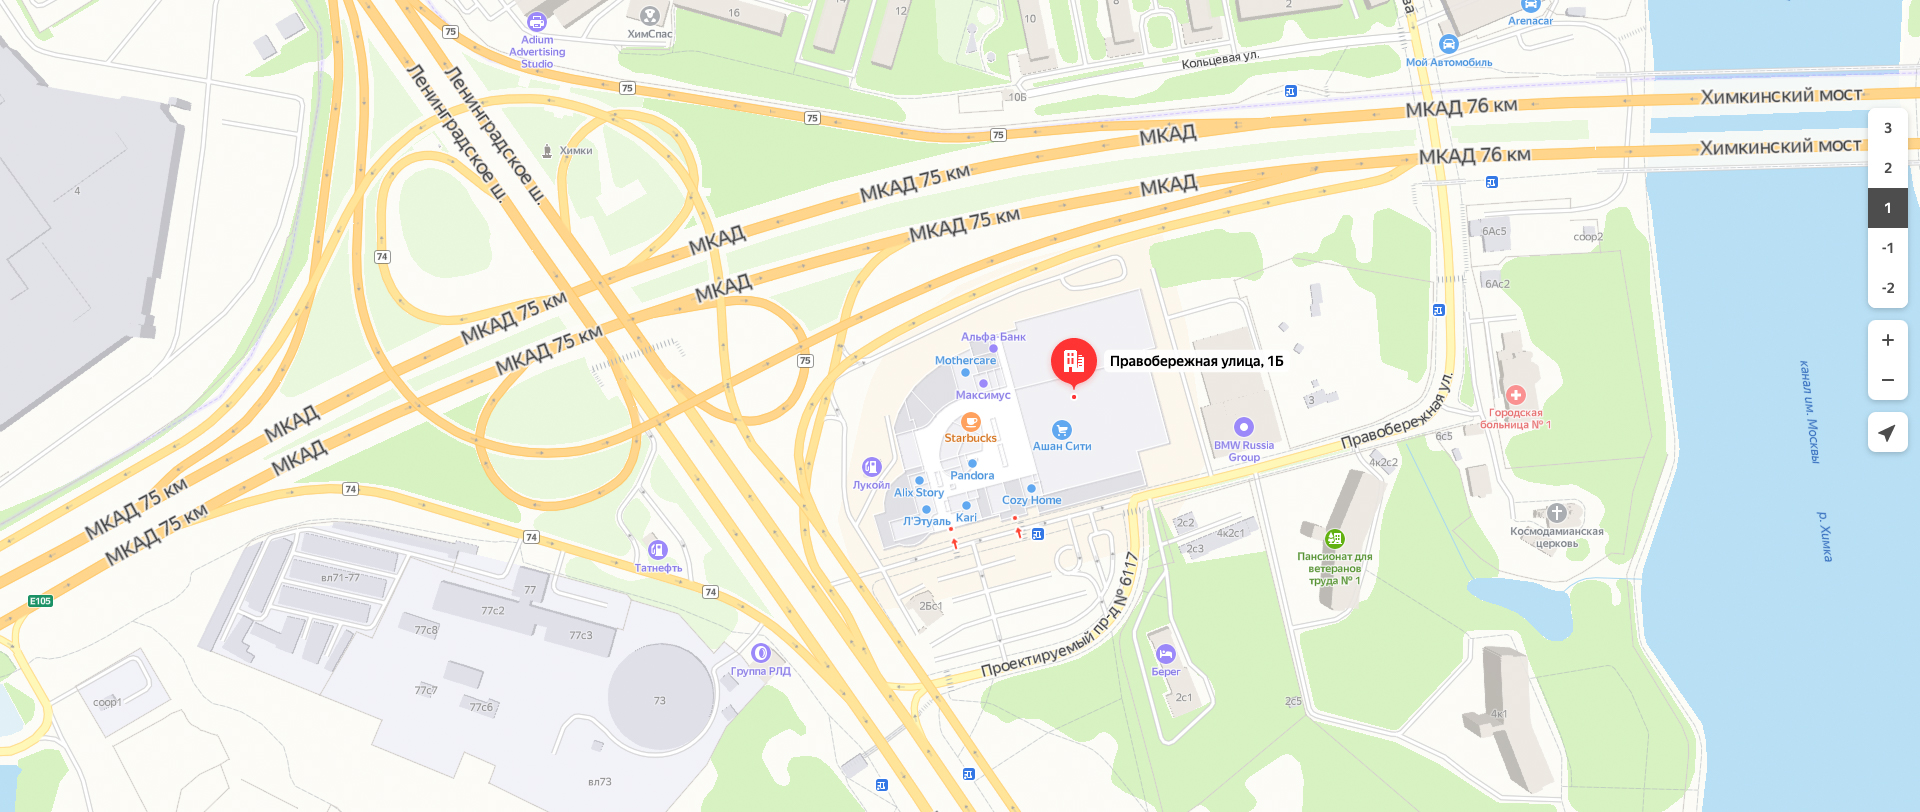 75
Adium
Advertising
Studio
ХимСпас
16
14
12
10
8
2
Arenacar
Мой Автомобиль
Кольцевая ул.
10Б
75
75
75
Ленинградское ш.
Ленинградское ш.
Химки
МКАД 76 км
Химкинский мост
МКАД
МКАД 76 км
Химкинский мост
МКАД 75 км
МКАД
МКАД
МКАД 75 км
МКАД
МКАД 75 км
МКАД 75 км
МКАД
МКАД
МКАД 75 км
МКАД 75 км
4
74
75
74
74
74
E105
6Ас5
соор2
6Ас2
3
2
1
-1
-2
+
−
Альфа-Банк
Mothercare
Максимус
Starbucks
Правобережная улица, 1Б
Ашан Сити
BMW Russia
Group
3
Правобережная ул.
Городская
больница № 1
6с5
4к2с2
канал им. Москвы
р. Химка
Лукойл
Pandora
Alix Story
Cozy Home
Л'Этуаль
Kari
2с2
2с3
4к2с1
Пансионат для
ветеранов
труда № 1
Космодамианская
церковь
Татнефть
вл71-77
77
77с2
77с8
77с3
77с7
77с6
73
вл73
соор1
Группа РЛД
2Бс1
Проектируемый пр-д № 6117
Берег
2с1
2с5
4к1